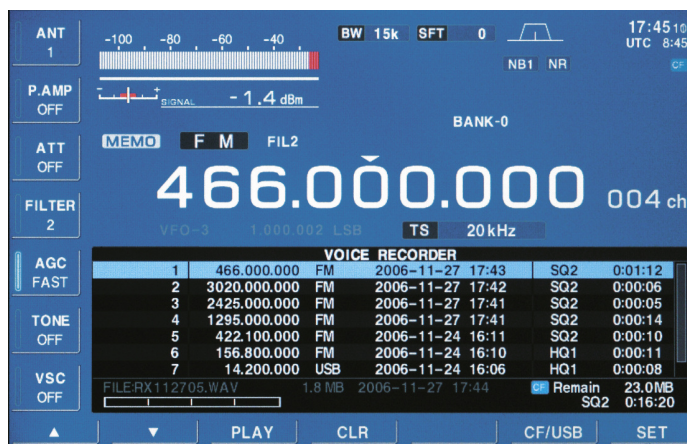 ANT
1
-100 -80 -60 -40
BW 15k SFT 0
17:45
UTC 8:45
NB1 NR
CF
P.AMP
OFF
SIGNAL -1.4 dBm
BANK-0
ATT
OFF
MEMO FM FIL2
466.000.000 004 ch
FILTER
2
VFO-3 1.000.002 LSB TS 20kHz
AGC
FAST
VOICE RECORDER
1 466.000.000 FM 2006-11-27 17:43 SQ2 0:01:12
2 3020.000.000 FM 2006-11-27 17:42 SQ2 0:00:06
3 2425.000.000 FM 2006-11-27 17:41 SQ2 0:00:05
4 1295.000.000 FM 2006-11-27 17:41 SQ2 0:00:14
5 422.100.000 FM 2006-11-24 16:11 SQ2 0:00:10
6 156.800.000 FM 2006-11-24 16:10 HQ1 0:00:11
7 14.200.000 USB 2006-11-24 16:06 HQ1 0:00:08
TONE
OFF
VSC
OFF
FILE:RX112705.WAV 1.8MB 2006-11-27 17:44 CF Remain 23.0MB
SQ2 0:16:20
▲ ▼ PLAY CLR CF/USB SET